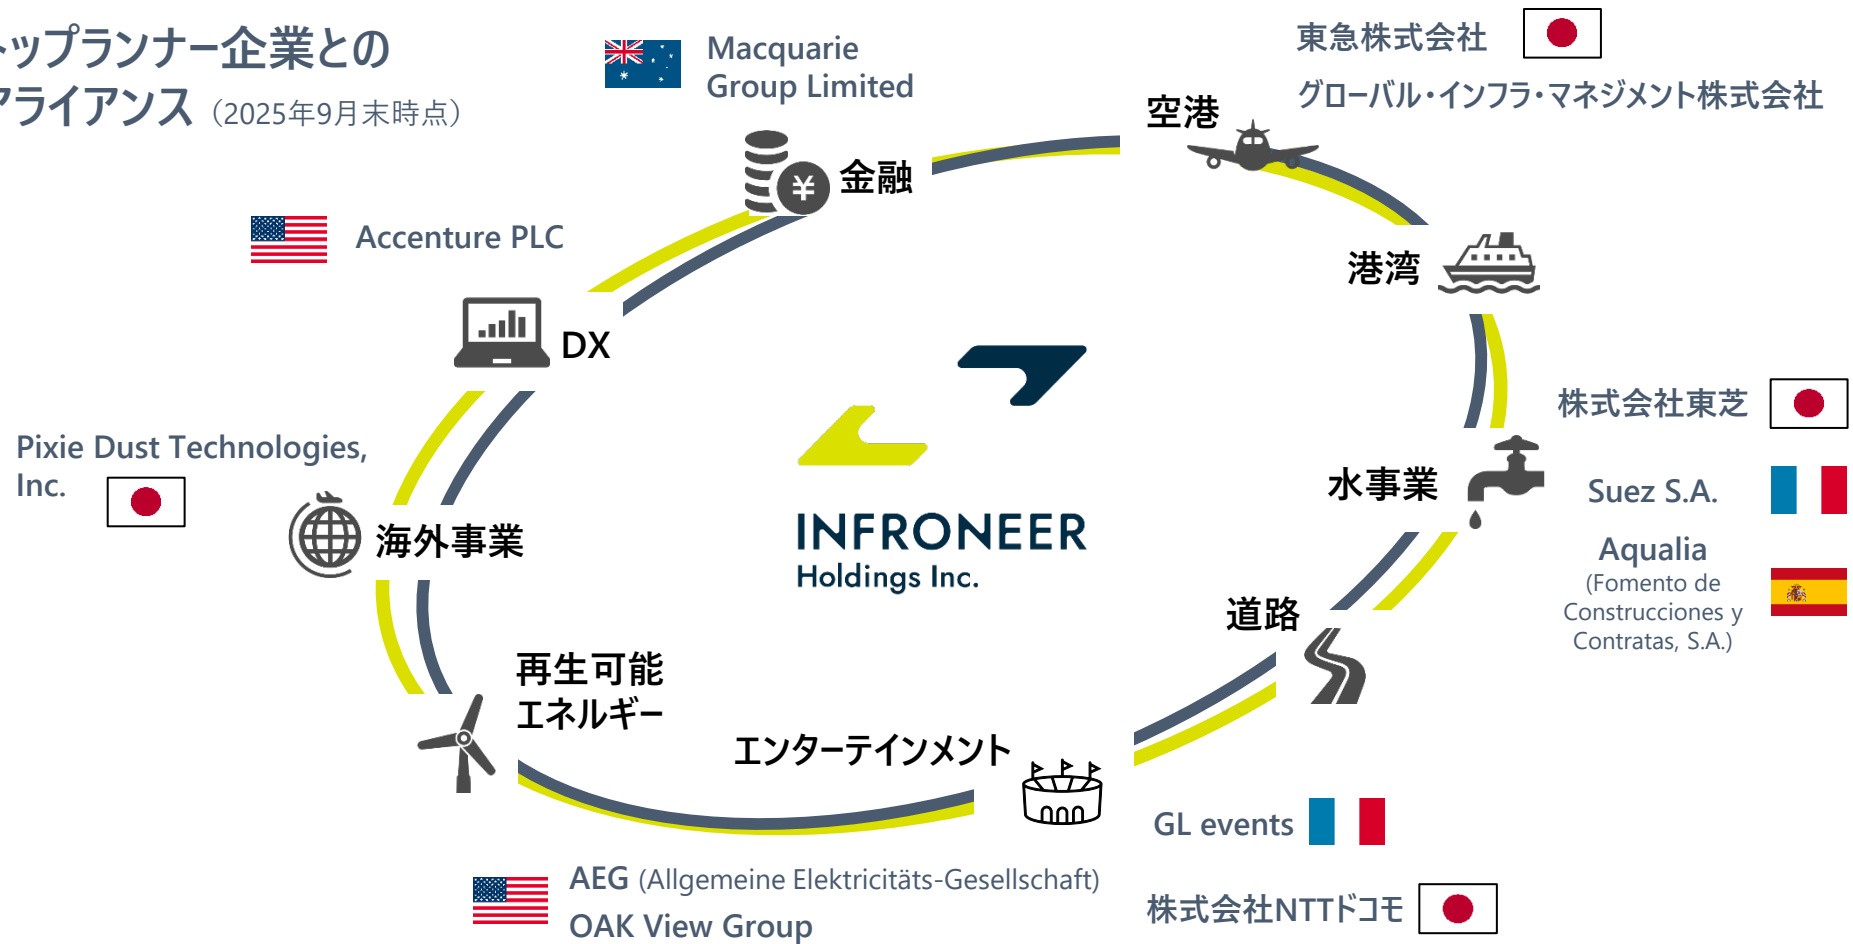 トップランナー企業との
アライアンス（2025年9月末時点）
Macquarie
Group Limited
東急株式会社
グローバル・インフラ・マネジメント株式会社
空港
¥
金融
Accenture PLC
港湾
DX
株式会社東芝
Pixie Dust Technologies,
Inc.
水事業
Suez S.A.
INFRONEER
Holdings Inc.
海外事業
Aqualia
(Fomento de
Construcciones y
Contratas, S.A.)
道路
再生可能
エネルギー
エンターテインメント
GL events
AEG (Allgemeine Elektricitäts-Gesellschaft)
OAK View Group
株式会社NTTドコモ